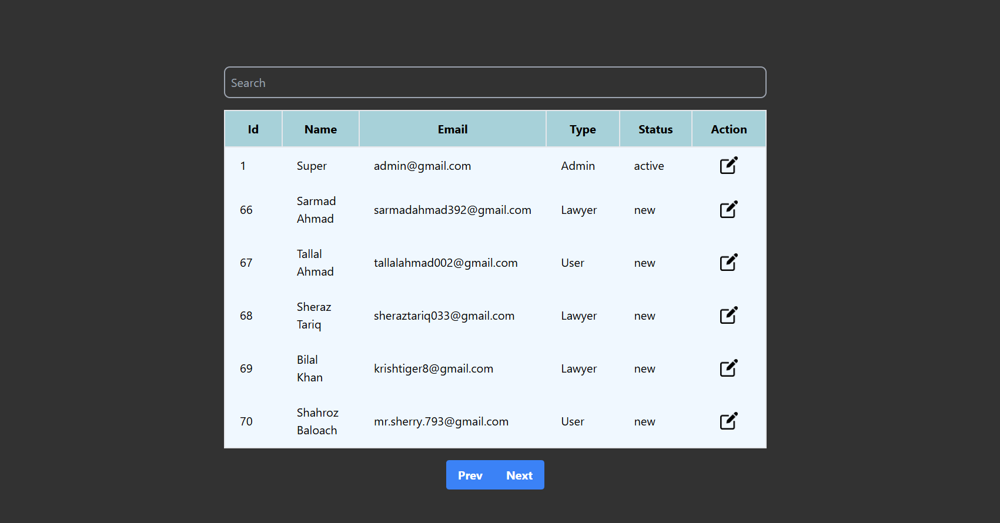 Search
Id Name Email Type Status Action
1 Super admin@gmail.com Admin active
66 Sarmad Ahmad sarmadahmad392@gmail.com Lawyer new
67 Tallal Ahmad tallalahmad002@gmail.com User new
68 Sheraz Tariq sheraztariq033@gmail.com Lawyer new
69 Bilal Khan krishtiger8@gmail.com Lawyer new
70 Shahroz Baloach mr.sherry.793@gmail.com User new
Prev Next